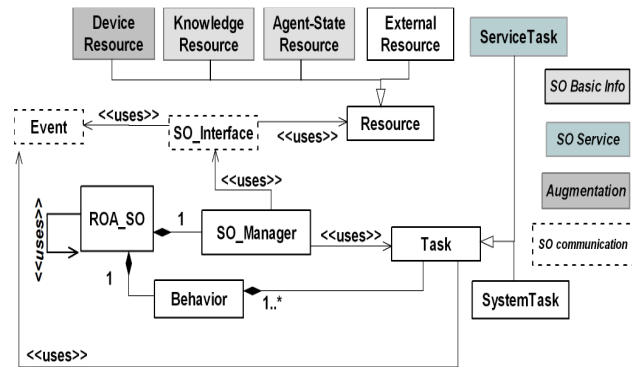 Device
Resource
Knowledge
Resource
Agent-State
Resource
External
Resource
ServiceTask
SO Basic Info
Event
<<uses>>
SO_Interface
<<uses>>
Resource
SO Service
<<uses>>
Augmentation
<<uses>>
ROA_SO
1
SO_Manager
<<uses>>
Task
SO communication
1
Behavior
1..*
SystemTask
<<uses>>